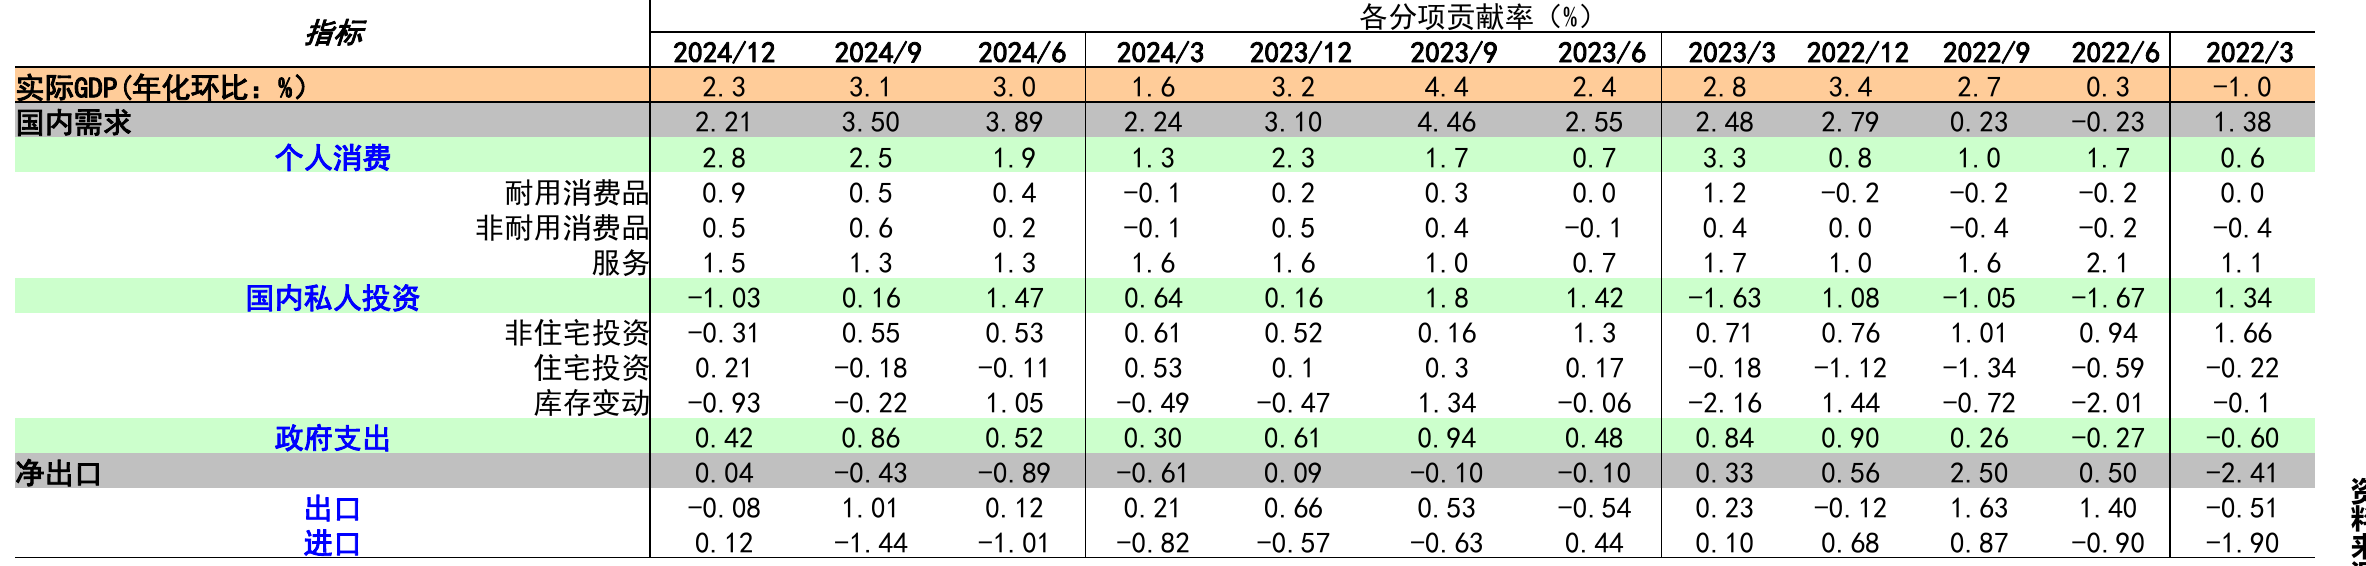 指标 各分项贡献率（%）
2024/12 2024/9 2024/6 2024/3 2023/12 2023/9 2023/6 2023/3 2022/12 2022/9 2022/6 2022/3
实际GDP(年化环比：%) 2.3 3.1 3.0 1.6 3.2 4.4 2.4 2.8 3.4 2.7 0.3 -1.0
国内需求 2.21 3.50 3.89 2.24 3.10 4.46 2.55 2.48 2.79 0.23 -0.23 1.38
个人消费 2.8 2.5 1.9 1.3 2.3 1.7 0.7 3.3 0.8 1.0 1.7 0.6
耐用消费品 0.9 0.5 0.4 -0.1 0.2 0.3 0.0 1.2 -0.2 -0.2 -0.2 0.0
非耐用消费品 0.5 0.6 0.2 -0.1 0.5 0.4 -0.1 0.4 0.0 -0.4 -0.2 -0.4
服务 1.5 1.3 1.3 1.6 1.6 1.0 0.7 1.7 1.0 1.6 2.1 1.1
国内私人投资 -1.03 0.16 1.47 0.64 0.16 1.8 1.42 -1.63 1.08 -1.05 -1.67 1.34
非住宅投资 -0.31 0.55 0.53 0.61 0.52 0.16 1.3 0.71 0.76 1.01 0.94 1.66
住宅投资 0.21 -0.18 -0.11 0.53 0.1 0.3 0.17 -0.18 -1.12 -1.34 -0.59 -0.22
库存变动 -0.93 -0.22 1.05 -0.49 -0.47 1.34 -0.06 -2.16 1.44 -0.72 -2.01 -0.1
政府支出 0.42 0.86 0.52 0.30 0.61 0.94 0.48 0.84 0.90 0.26 -0.27 -0.60
净出口 0.04 -0.43 -0.89 -0.61 0.09 -0.10 -0.10 0.33 0.56 2.50 0.50 -2.41
出口 -0.08 1.01 0.12 0.21 0.66 0.53 -0.54 0.23 -0.12 1.63 1.40 -0.51
进口 0.12 -1.44 -1.01 -0.82 -0.57 -0.63 0.44 0.10 0.68 0.87 -0.90 -1.90